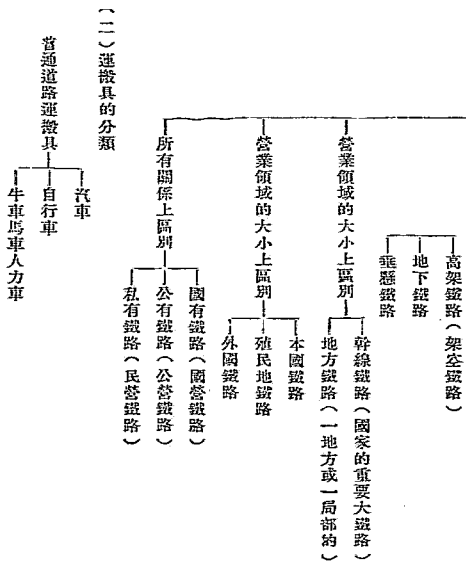 高架鐵路(架空鐵路)
地下鐵路
垂懸鐵路
營業領域的大小上區別
幹線鐵路(國家的重要大鐵路)
地方鐵路(一地方或一局部的)
營業領域的大小上區別
本國鐵路
殖民地鐵路
外國鐵路
所有關係上區別
國有鐵路(國營鐵路)
公有鐵路(公營鐵路)
私有鐵路(民營鐵路)
(二)運搬具的分類
普通道路運搬具
汽車
自行車
牛車馬車人力車